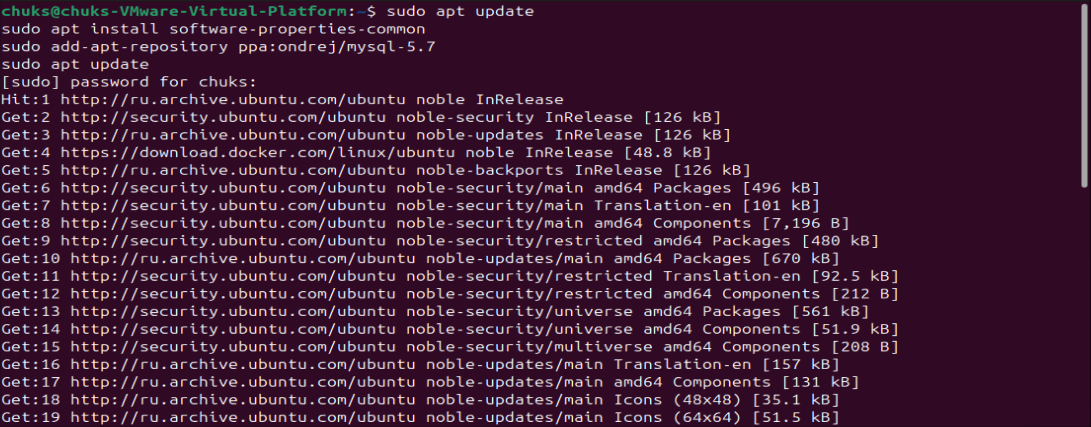 chuks@chuks-VMware-Virtual-Platform:~$ sudo apt update
sudo apt install software-properties-common
sudo add-apt-repository ppa:ondrej/mysql-5.7
sudo apt update
[sudo] password for chuks:
Hit:1 http://ru.archive.ubuntu.com/ubuntu noble InRelease
Get:2 http://security.ubuntu.com/ubuntu noble-security InRelease [126 kB]
Get:3 http://ru.archive.ubuntu.com/ubuntu noble-updates InRelease [126 kB]
Get:4 https://download.docker.com/linux/ubuntu noble InRelease [48.8 kB]
Get:5 http://ru.archive.ubuntu.com/ubuntu noble-backports InRelease [126 kB]
Get:6 http://security.ubuntu.com/ubuntu noble-security/main amd64 Packages [496 kB]
Get:7 http://security.ubuntu.com/ubuntu noble-security/main Translation-en [101 kB]
Get:8 http://security.ubuntu.com/ubuntu noble-security/main amd64 Components [7,196 B]
Get:9 http://security.ubuntu.com/ubuntu noble-security/restricted amd64 Packages [480 kB]
Get:10 http://ru.archive.ubuntu.com/ubuntu noble-updates/main amd64 Packages [670 kB]
Get:11 http://security.ubuntu.com/ubuntu noble-security/restricted Translation-en [92.5 kB]
Get:12 http://security.ubuntu.com/ubuntu noble-security/restricted amd64 Components [212 B]
Get:13 http://security.ubuntu.com/ubuntu noble-security/universe amd64 Packages [561 kB]
Get:14 http://security.ubuntu.com/ubuntu noble-security/universe amd64 Components [51.9 kB]
Get:15 http://security.ubuntu.com/ubuntu noble-security/multiverse amd64 Components [208 B]
Get:16 http://ru.archive.ubuntu.com/ubuntu noble-updates/main Translation-en [157 kB]
Get:17 http://ru.archive.ubuntu.com/ubuntu noble-updates/main amd64 Components [131 kB]
Get:18 http://ru.archive.ubuntu.com/ubuntu noble-updates/main Icons (48x48) [35.1 kB]
Get:19 http://ru.archive.ubuntu.com/ubuntu noble-updates/main Icons (64x64) [51.5 kB]